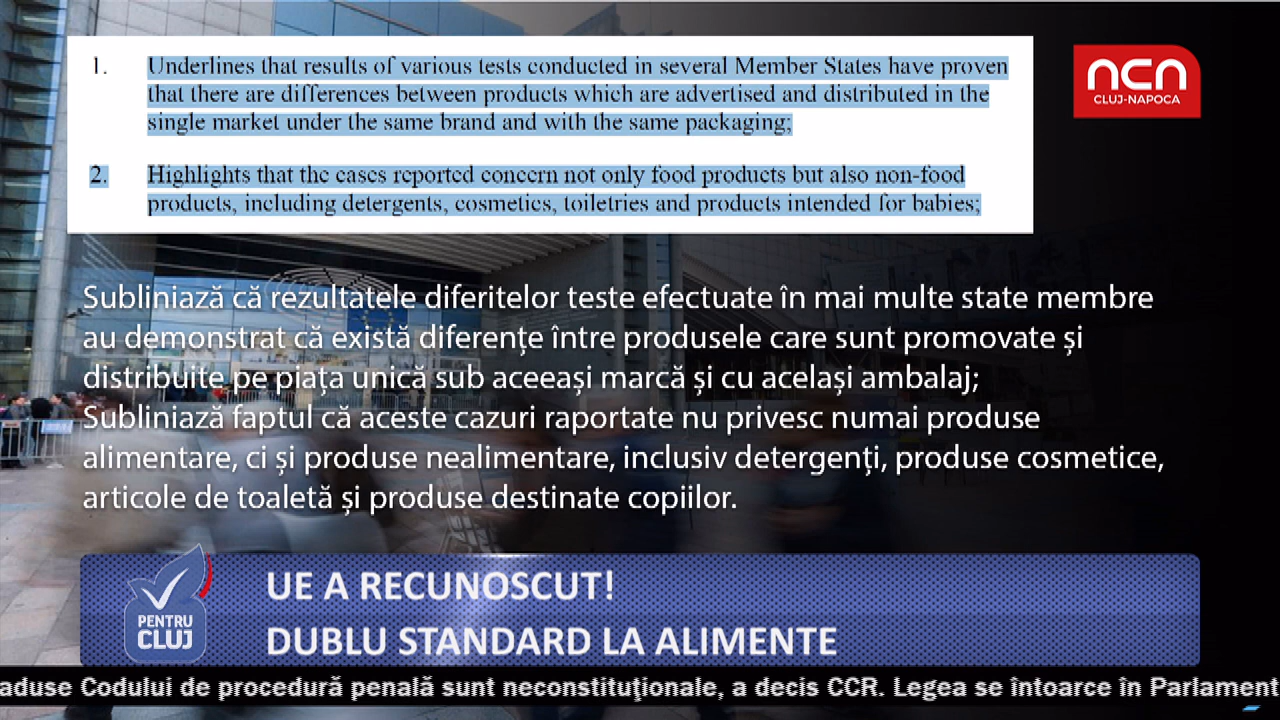 1. Underlines that results of various tests conducted in several Member States have proven
that there are differences between products which are advertised and distributed in the
single market under the same brand and with the same packaging;
2. Highlights that the cases reported concern not only food products but also non-food
products, including detergents, cosmetics, toiletries and products intended for babies;
ncn
CLUJ-NAPOCA
Subliniază că rezultatele diferitelor teste efectuate în mai multe state membre
au demonstrat că există diferențe între produsele care sunt promovate și
distribuite pe piața unică sub aceeași marcă și cu același ambalaj;
Subliniază faptul că aceste cazuri raportate nu privesc numai produse
alimentare, ci și produse nealimentare, inclusiv detergenți, produse cosmetice,
articole de toaletă și produse destinate copiilor.
PENTRU
CLUJ
UE A RECUNOSCUT!
DUBLU STANDARD LA ALIMENTE
aduse Codului de procedură penală sunt neconstituţionale, a decis CCR. Legea se întoarce în Parlament